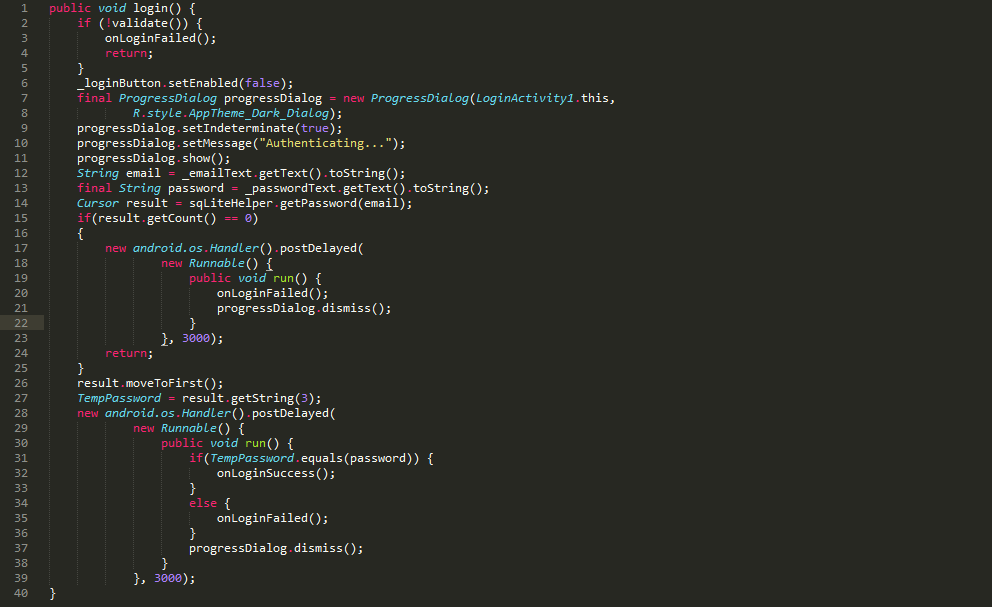 1 public void login() {
2 if (!validate()) {
3 onLoginFailed();
4 return;
5 }
6 _loginButton.setEnabled(false);
7 final ProgressDialog progressDialog = new ProgressDialog(LoginActivity1.this,
8 R.style.AppTheme_Dark_Dialog);
9 progressDialog.setIndeterminate(true);
10 progressDialog.setMessage("Authenticating...");
11 progressDialog.show();
12 String email = _emailText.getText().toString();
13 final String password = _passwordText.getText().toString();
14 Cursor result = sqLiteHelper.getPassword(email);
15 if(result.getCount() == 0)
16 {
17 new android.os.Handler().postDelayed(
18 new Runnable() {
19 public void run() {
20 onLoginFailed();
21 progressDialog.dismiss();
22 }
23 }, 3000);
24 return;
25 }
26 result.moveToFirst();
27 TempPassword = result.getString(3);
28 new android.os.Handler().postDelayed(
29 new Runnable() {
30 public void run() {
31 if(TempPassword.equals(password)) {
32 onLoginSuccess();
33 }
34 else {
35 onLoginFailed();
36 }
37 progressDialog.dismiss();
38 }
39 }, 3000);
40 }